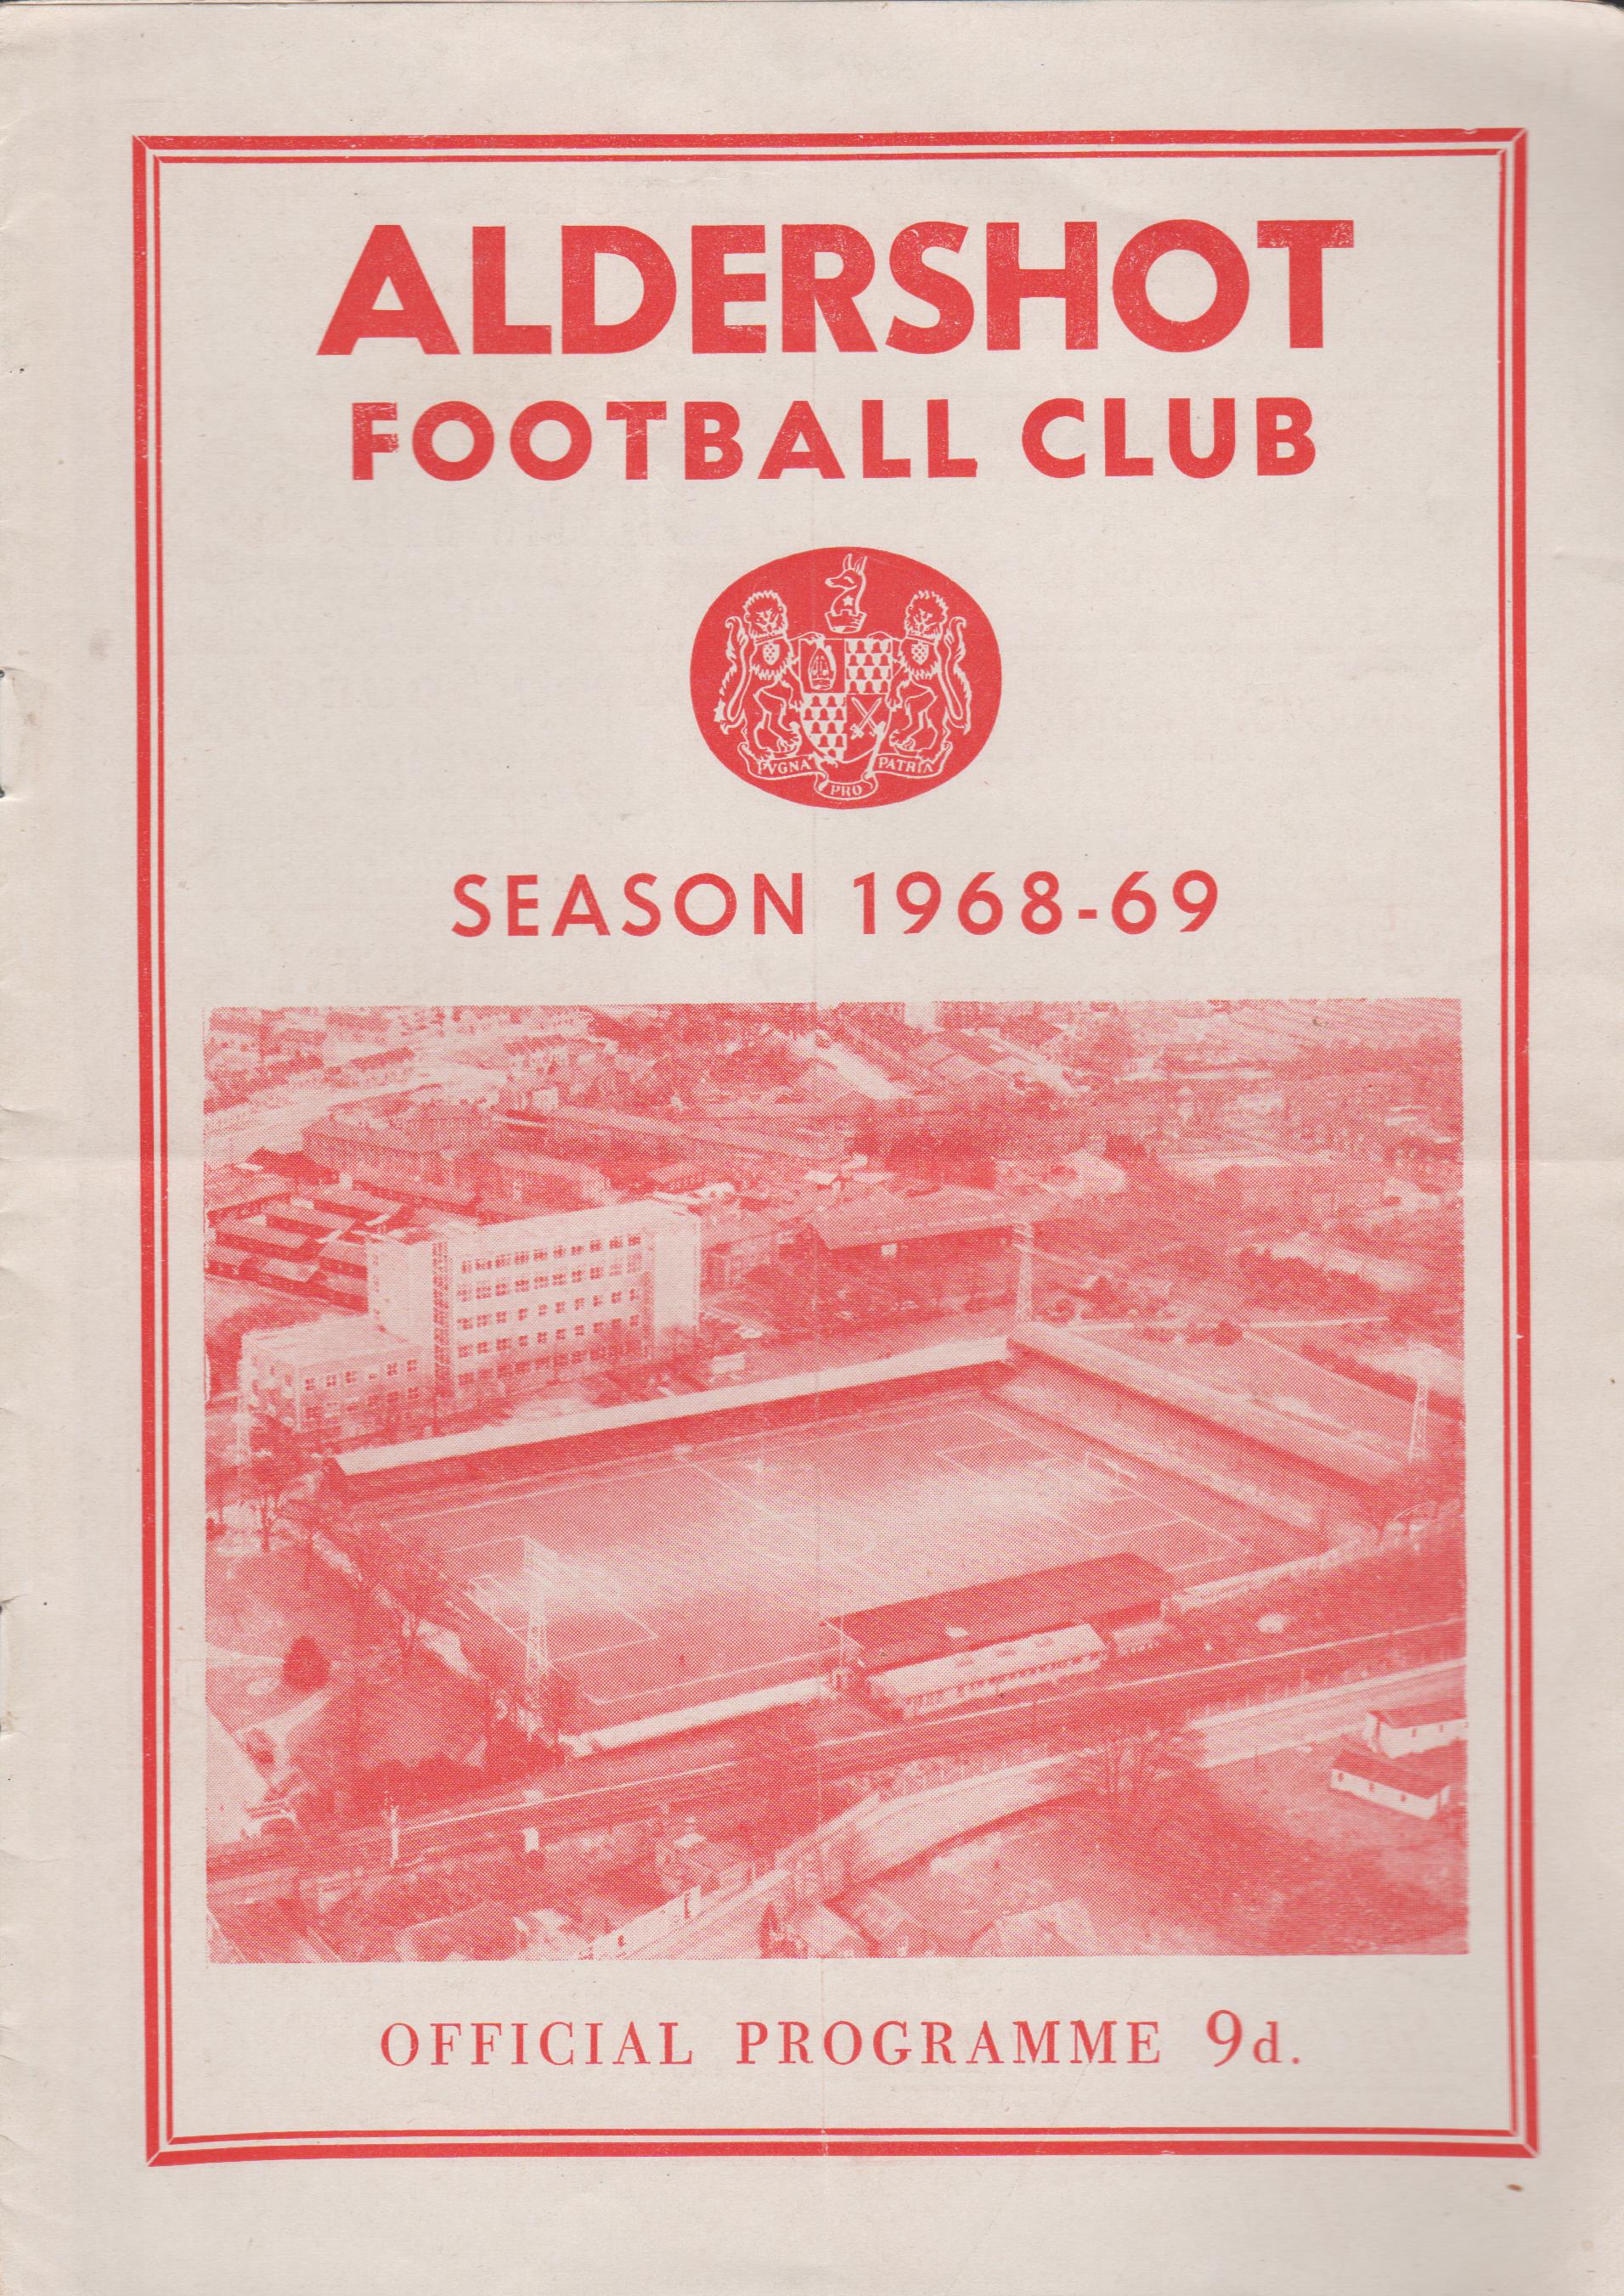 ALDERSHOT
FOOTBALL CLUB
PVGNA PRO PATRIA
SEASON 1968-69
OFFICIAL PROGRAMME 9d.